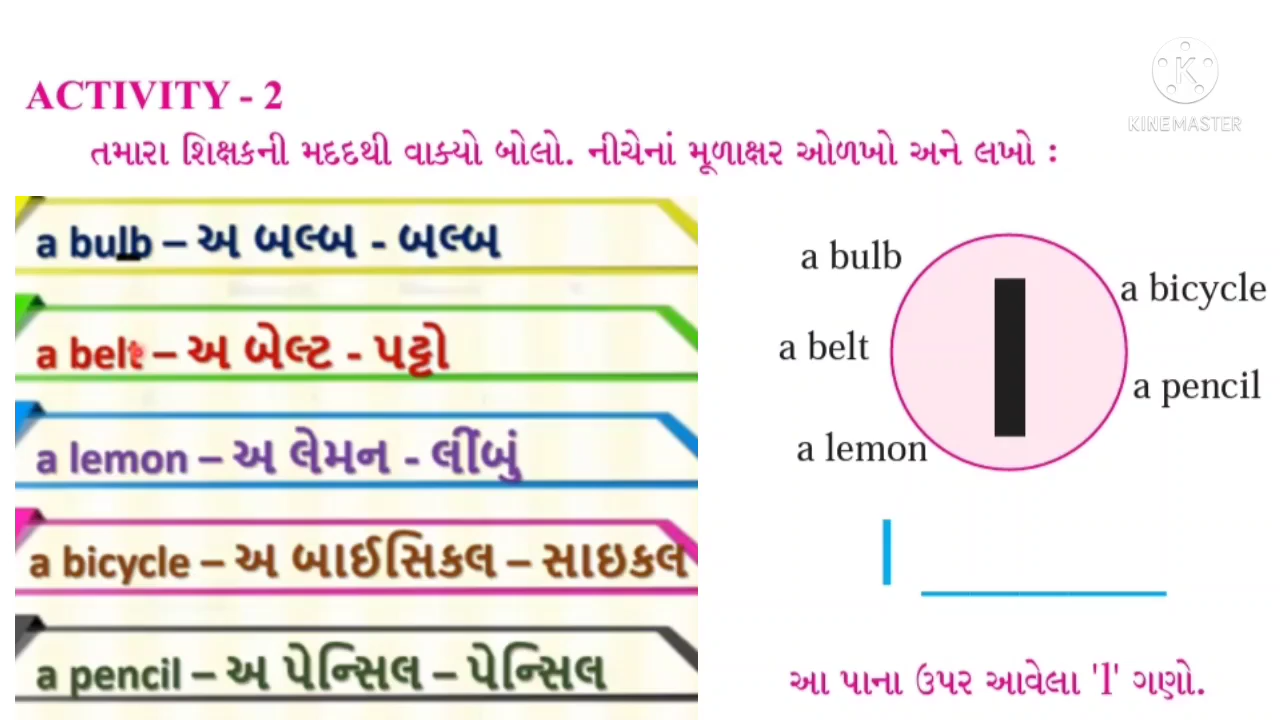 K
KINEMASTER
ACTIVITY - 2
તમારા શિક્ષકની મદદથી વાક્યો બોલો. નીચેનાં મૂળાક્ષર ઓળખો અને લખો :
a bulb – અ બલ્બ - બલ્બ
a belt – અ બેલ્ટ - પટ્ટો
a lemon – અ લેમન - લીંબું
a bicycle – અ બાઈસિકલ – સાઇકલ
a pencil – અ પેન્સિલ – પેન્સિલ
a bulb
a bicycle
a belt
a pencil
a lemon
l
l
આ પાના ઉપર આવેલા 'l' ગણો.